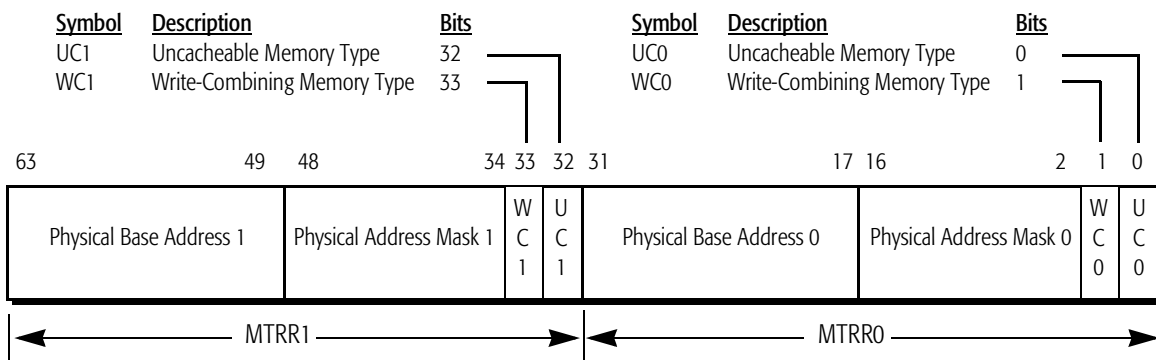 Symbol Description Bits Symbol Description Bits
UC1 Uncacheable Memory Type 32 UC0 Uncacheable Memory Type 0
WC1 Write-Combining Memory Type 33 WC0 Write-Combining Memory Type 1
63 49 48 34 33 32 31 17 16 2 1 0
Physical Base Address 1
Physical Address Mask 1
W
C
1
U
C
1
Physical Base Address 0
Physical Address Mask 0
W
C
0
U
C
0
MTRR1 MTRR0